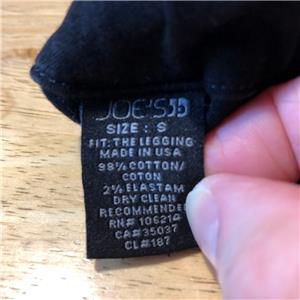 JOE'S
SIZE : S
FIT: THE LEGGING
MADE IN USA
98% COTTON/
COTON
2% ELASTAM
DRY CLEAN
RECOMMENDED
RN# 106214
CA#35037
CL#187